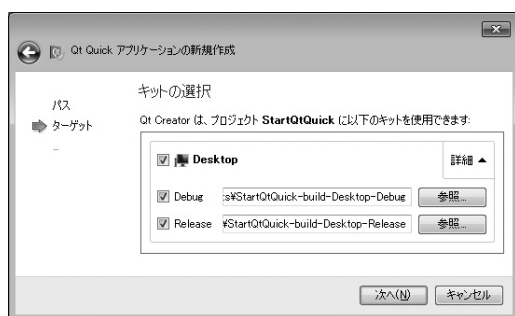 Qt Quick アプリケーションの新規作成
パス
ターゲット
キットの選択
Qt Creator は、プロジェクト StartQtQuick に以下のキットを使用できます:
Desktop
詳細
Debug :s¥StartQtQuick-build-Desktop-Debug 参照...
Release ¥StartQtQuick-build-Desktop-Release 参照...
次へ(N) キャンセル